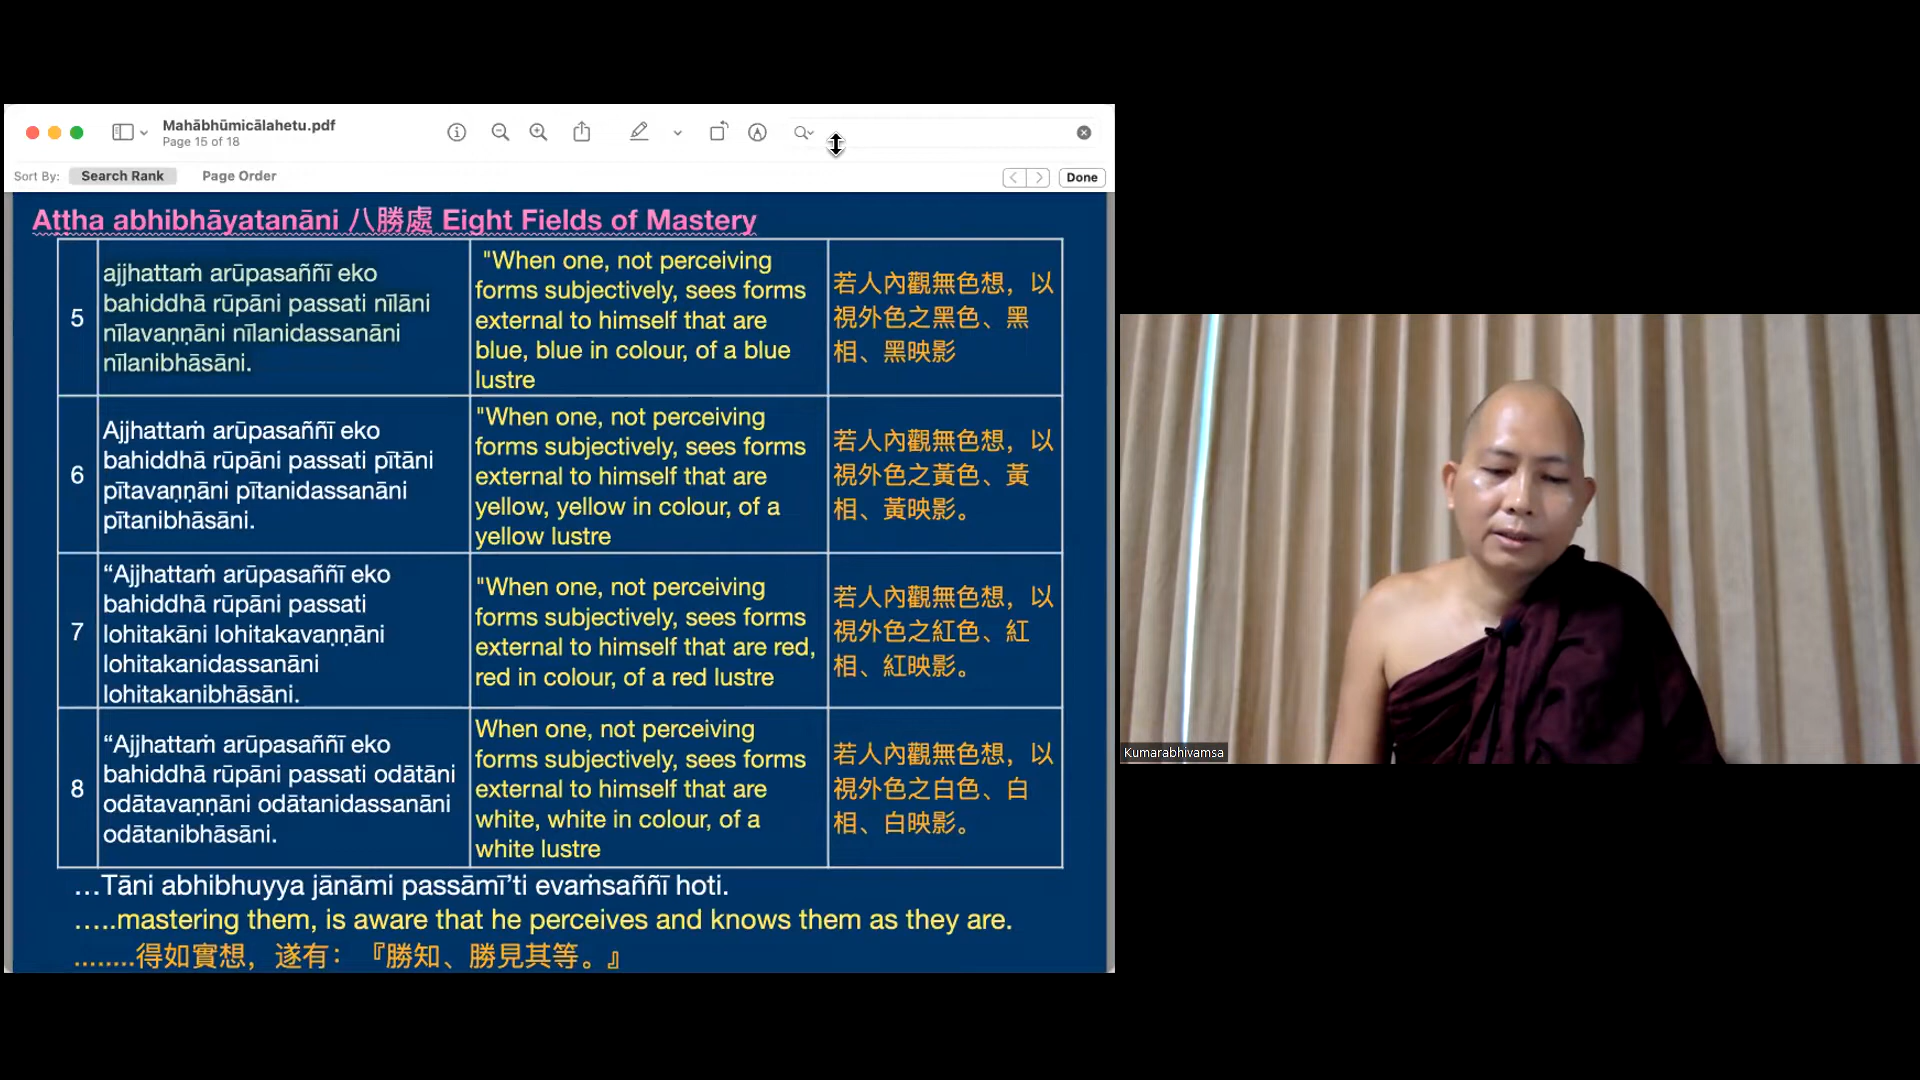 Mahābhūmicālahetu.pdf
Page 15 of 18
Sort By: Search Rank Page Order Done
Aṭṭha abhibhāyatanāni 八勝處 Eight Fields of Mastery
5
ajjhattaṁ arūpasaññī eko
bahiddhā rūpāni passati nīlāni
nīlavaṇṇāni nīlanidassanāni
nīlanibhāsāni.
"When one, not perceiving
forms subjectively, sees forms
external to himself that are
blue, blue in colour, of a blue
lustre
若人內觀無色想，以
視外色之黑色、黑
相、黑映影
6
Ajjhattaṁ arūpasaññī eko
bahiddhā rūpāni passati pītāni
pītavaṇṇāni pītanidassanāni
pītanibhāsāni.
"When one, not perceiving
forms subjectively, sees forms
external to himself that are
yellow, yellow in colour, of a
yellow lustre
若人內觀無色想，以
視外色之黃色、黃
相、黃映影。
7
“Ajjhattaṁ arūpasaññī eko
bahiddhā rūpāni passati
lohitakāni lohitakavaṇṇāni
lohitakanidassanāni
lohitakanibhāsāni.
"When one, not perceiving
forms subjectively, sees forms
external to himself that are red,
red in colour, of a red lustre
若人內觀無色想，以
視外色之紅色、紅
相、紅映影。
8
“Ajjhattaṁ arūpasaññī eko
bahiddhā rūpāni passati odātāni
odātavaṇṇāni odātanidassanāni
odātanibhāsāni.
When one, not perceiving
forms subjectively, sees forms
external to himself that are
white, white in colour, of a
white lustre
若人內觀無色想，以
視外色之白色、白
相、白映影。
…Tāni abhibhuyya jānāmi passāmī’ti evaṁsaññī hoti.
…..mastering them, is aware that he perceives and knows them as they are.
........得如實想，遂有：『勝知、勝見其等。』
Kumarabhivamsa